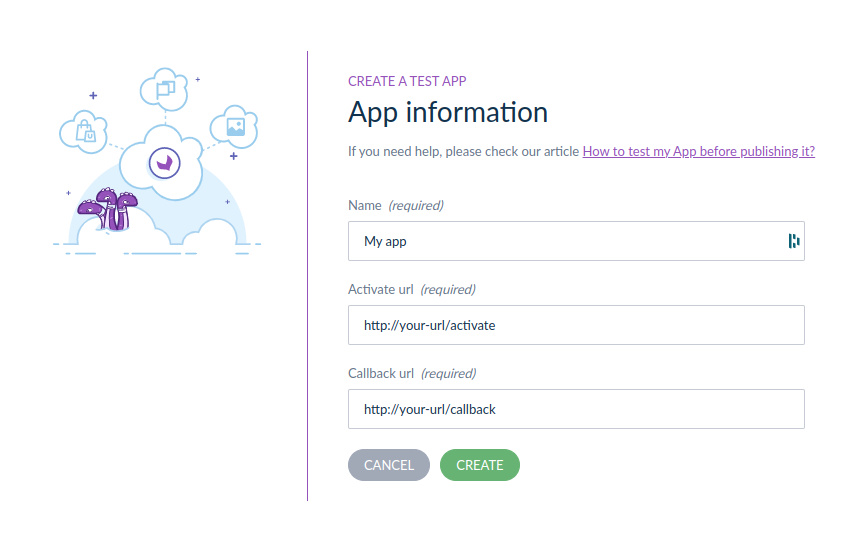 CREATE A TEST APP
App information
If you need help, please check our article How to test my App before publishing it?
Name (required)
My app
Activate url (required)
http://your-url/activate
Callback url (required)
http://your-url/callback
CANCEL CREATE